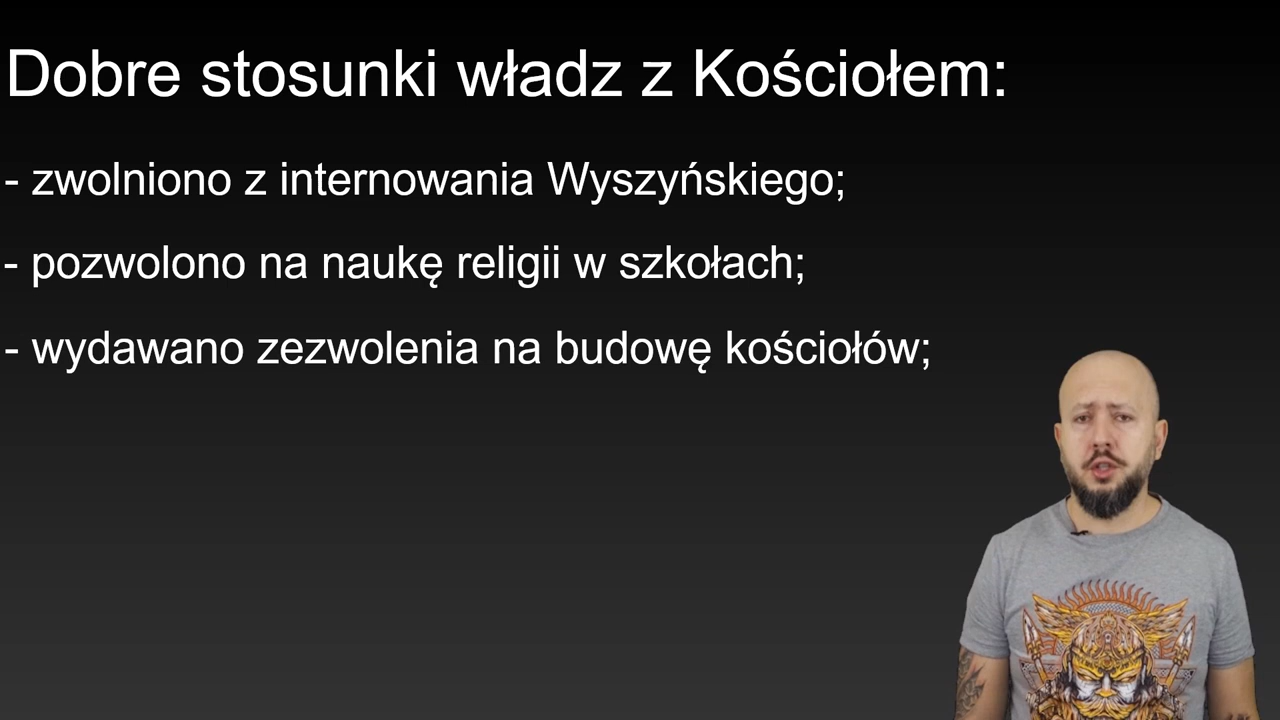 Dobre stosunki władz z Kościołem:
- zwolniono z internowania Wyszyńskiego;
- pozwolono na naukę religii w szkołach;
- wydawano zezwolenia na budowę kościołów;